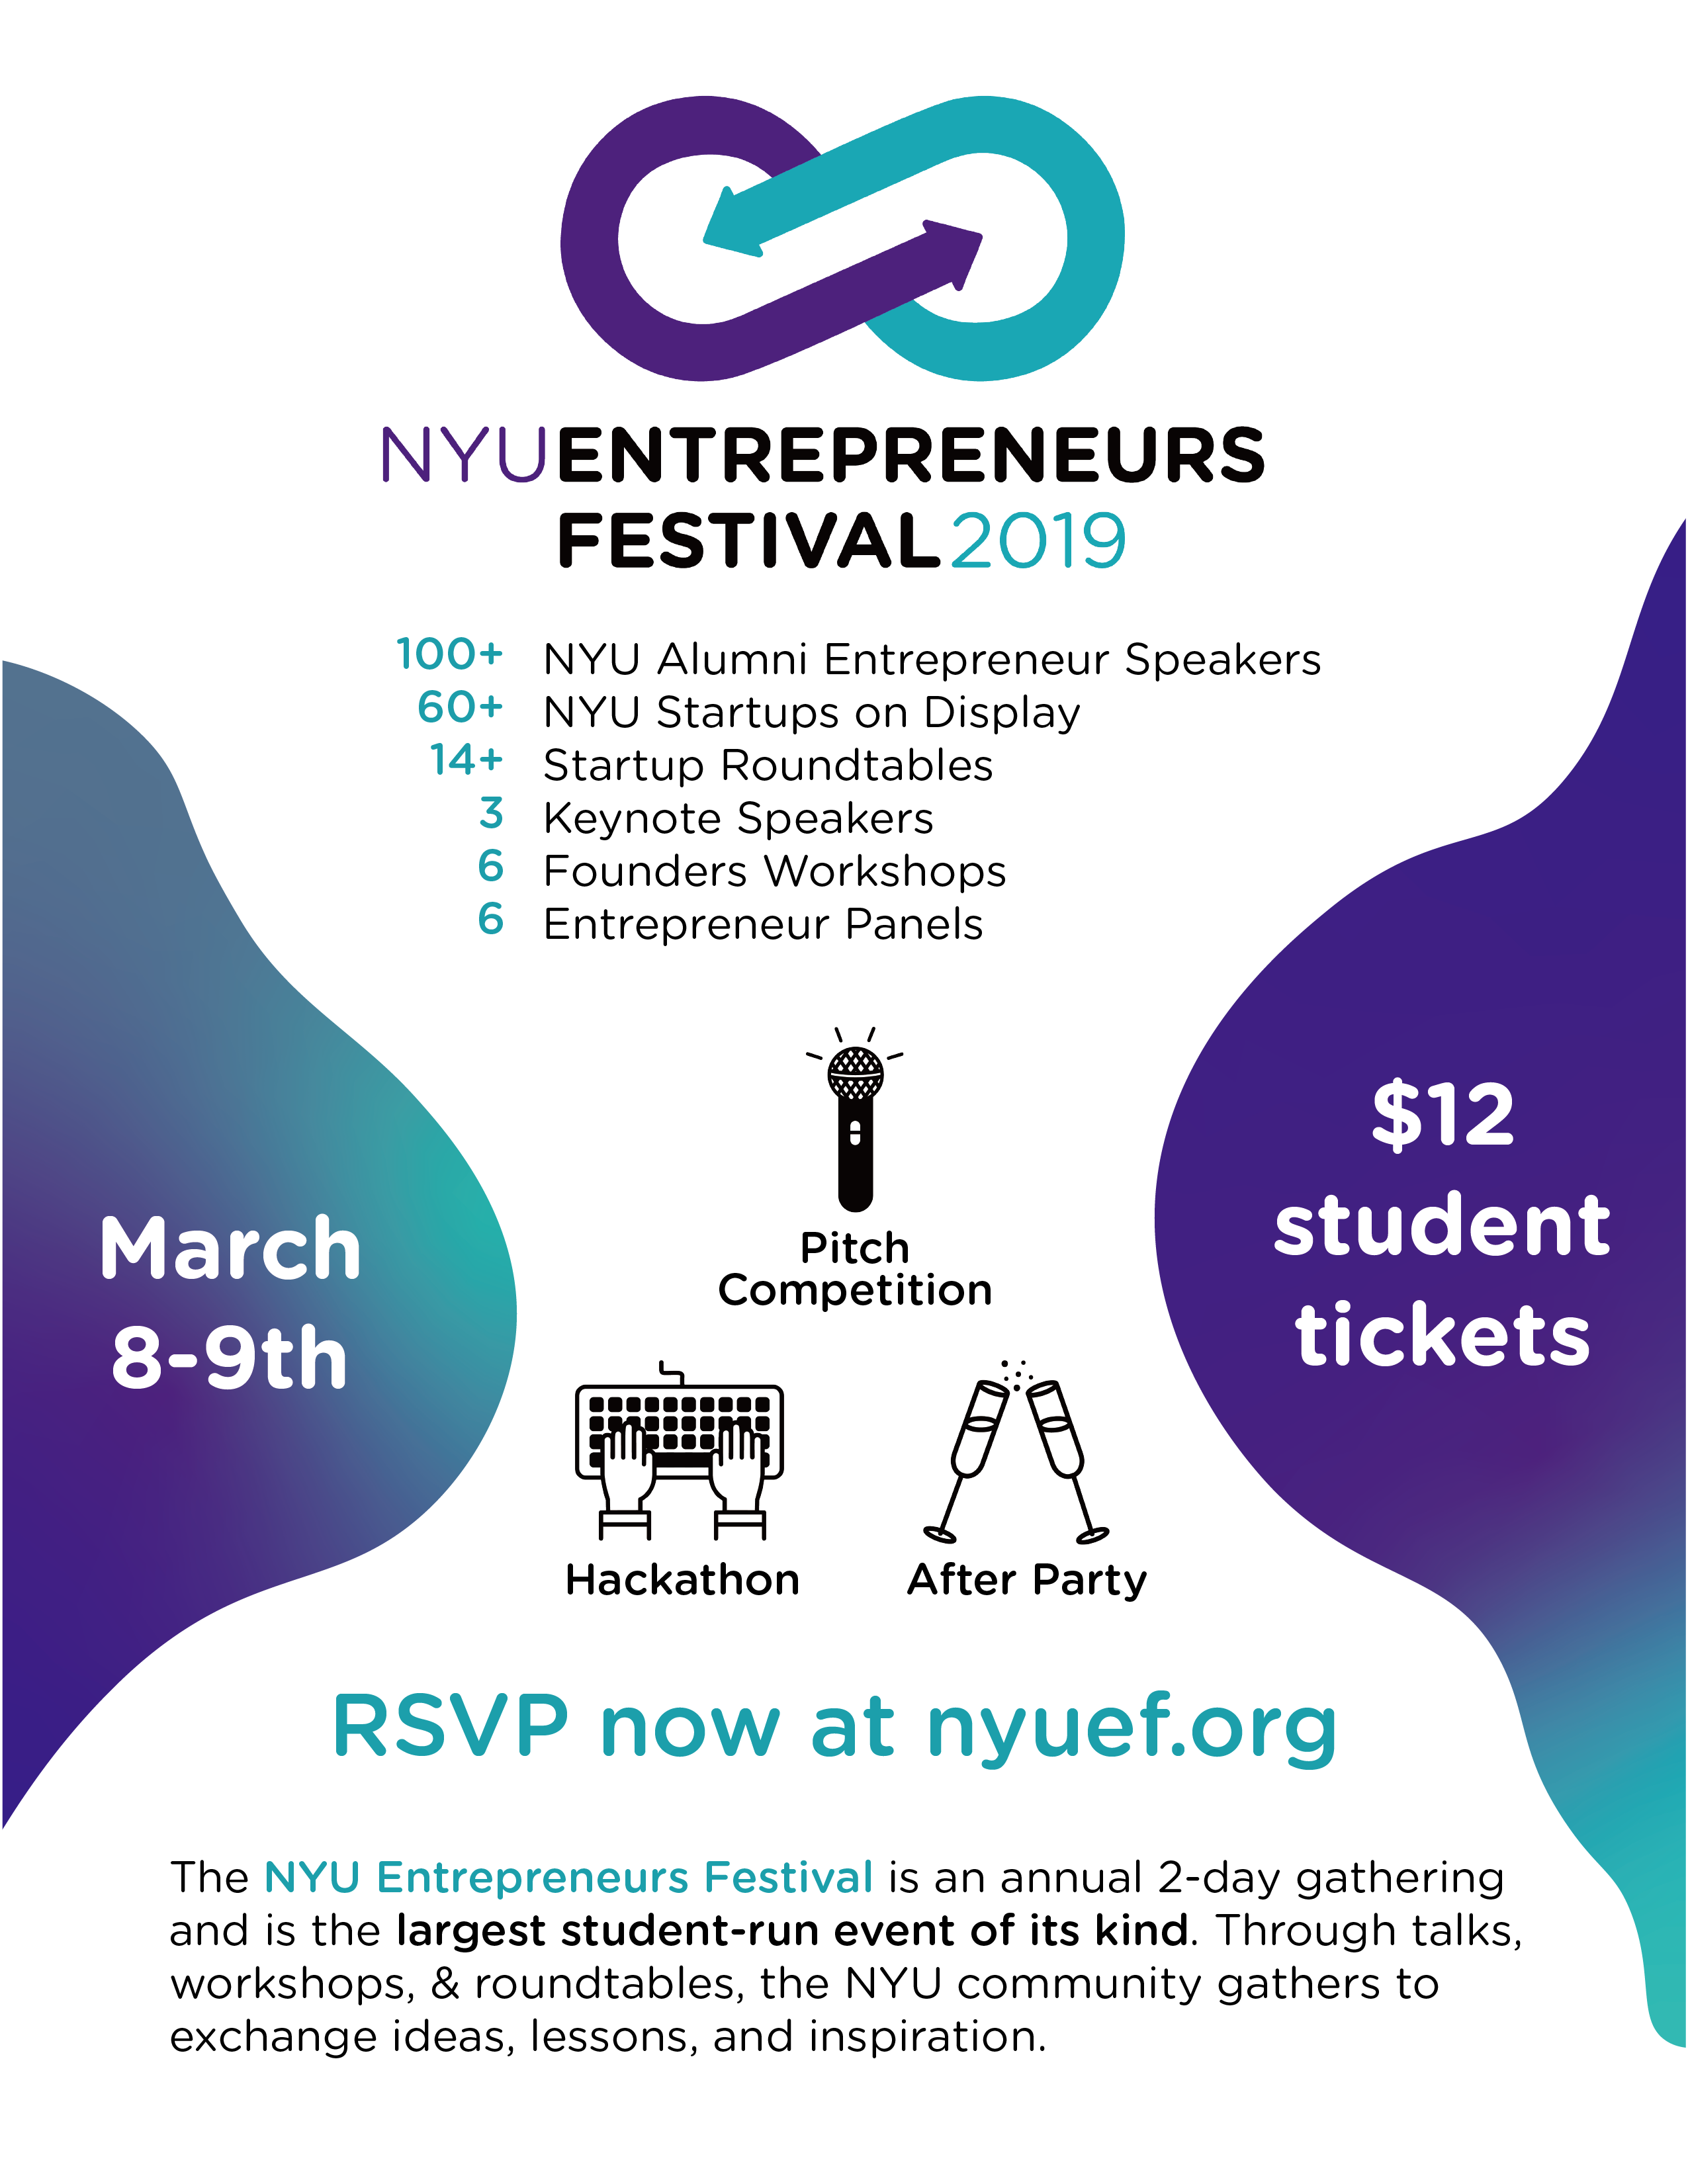 NYUENTREPRENEURS
FESTIVAL 2019
100+ NYU Alumni Entrepreneur Speakers
60+ NYU Startups on Display
14+ Startup Roundtables
3 Keynote Speakers
6 Founders Workshops
6 Entrepreneur Panels
March
8-9th
Pitch
Competition
Hackathon
After Party
$12
student
tickets
RSVP now at nyuef.org
The NYU Entrepreneurs Festival is an annual 2-day gathering
and is the largest student-run event of its kind. Through talks,
workshops, & roundtables, the NYU community gathers to
exchange ideas, lessons, and inspiration.